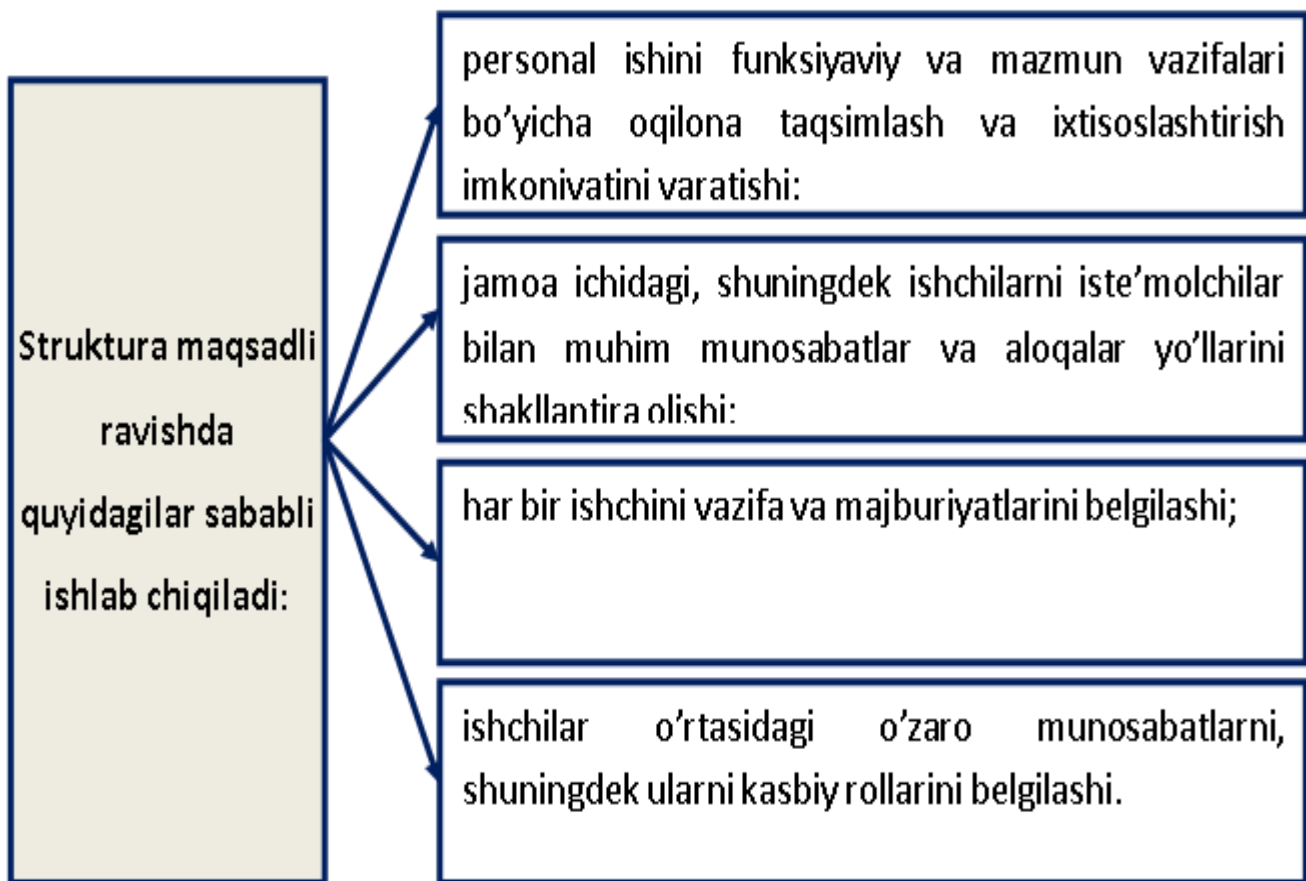 Struktura maqsadli
ravishda
quyidagilar sababli
ishlab chiqiladi:
personal ishini funksiyaviy va mazmun vazifalari
bo’yicha oqilona taqsimlash va ixtisoslashtirish
imkoniyatini yaratishi:
jamoa ichidagi, shuningdek ishchilarni iste’molchilar
bilan muhim munosabatlar va aloqalar yo’llarini
shakllantira olishi:
har bir ishchini vazifa va majburiyatlarini belgilashi;
ishchilar o’rtasidagi o’zaro munosabatlarni,
shuningdek ularni kasbiy rollarini belgilashi.